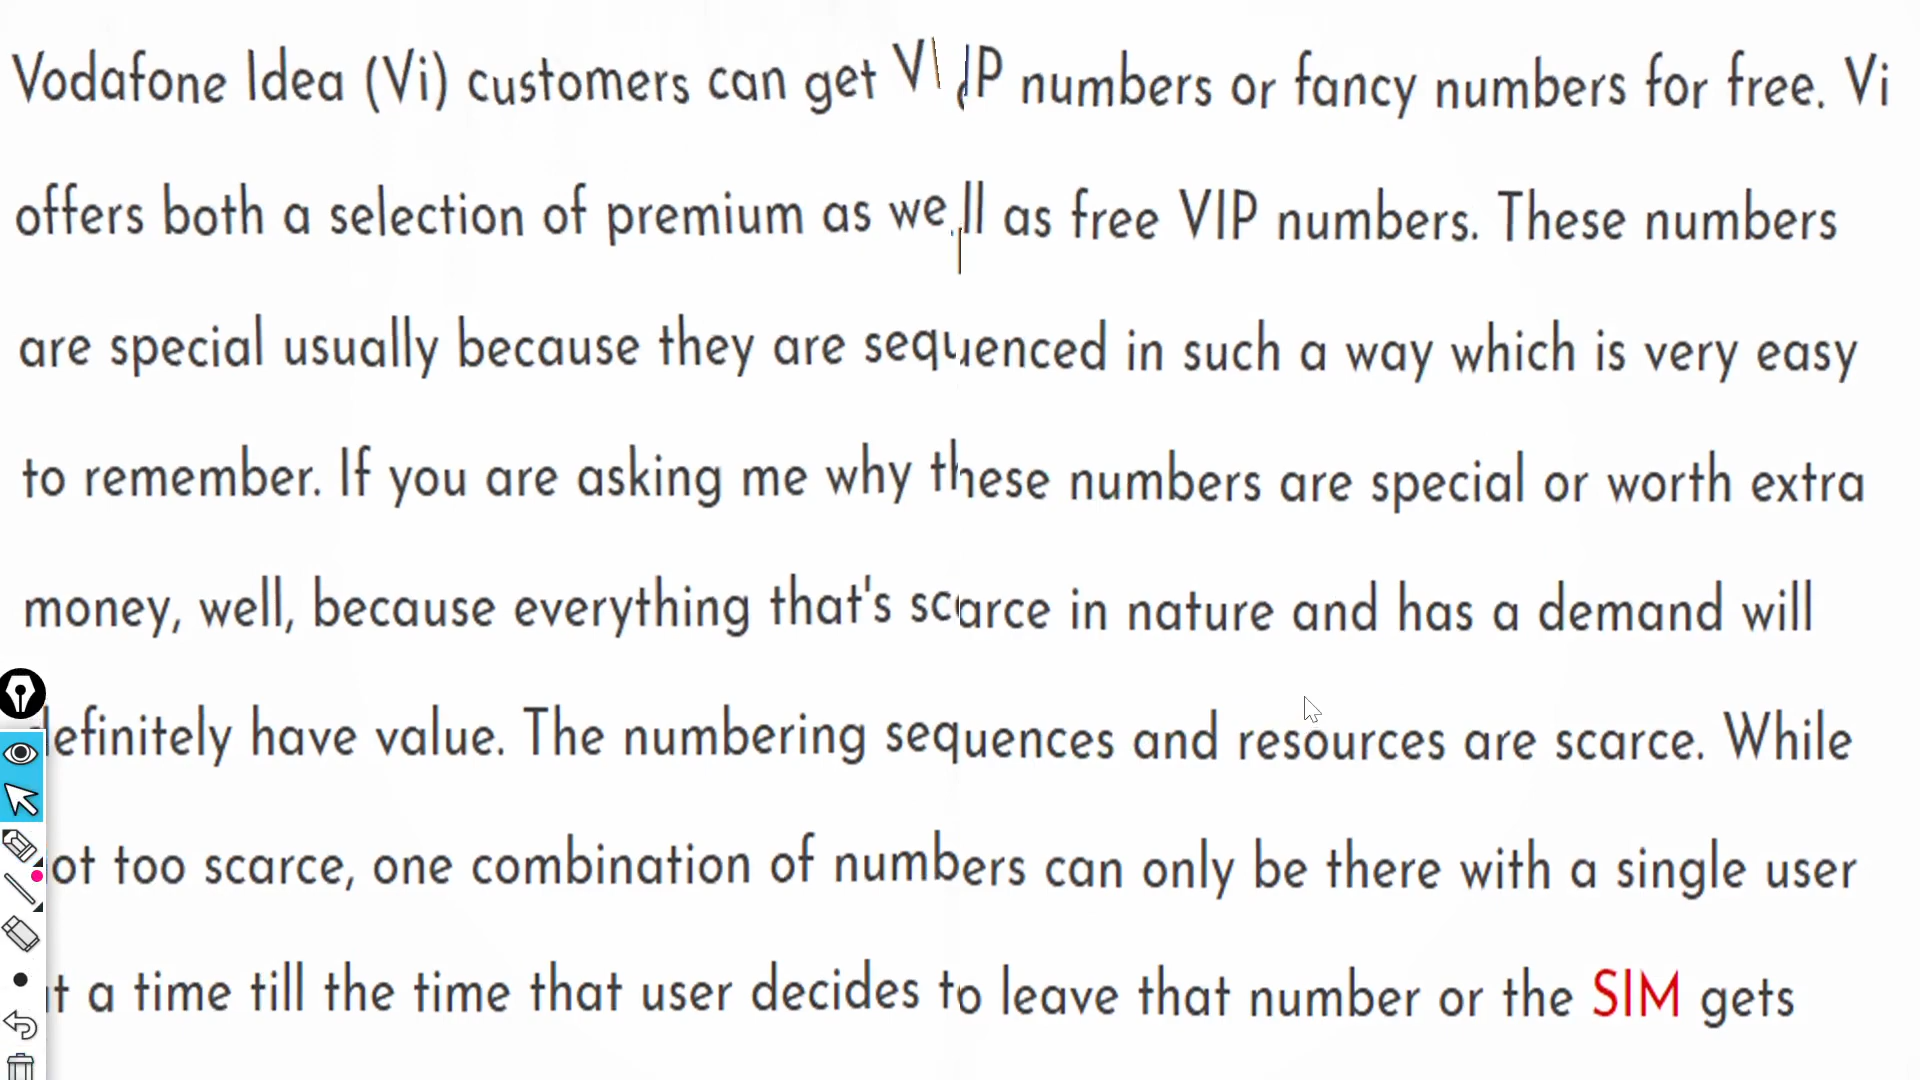 Vodafone Idea (Vi) customers can get VIP numbers or fancy numbers for free. Vi
offers both a selection of premium as well as free VIP numbers. These numbers
are special usually because they are sequenced in such a way which is very easy
to remember. If you are asking me why these numbers are special or worth extra
money, well, because everything that's scarce in nature and has a demand will
definitely have value. The numbering sequences and resources are scarce. While
not too scarce, one combination of numbers can only be there with a single user
at a time till the time that user decides to leave that number or the SIM gets